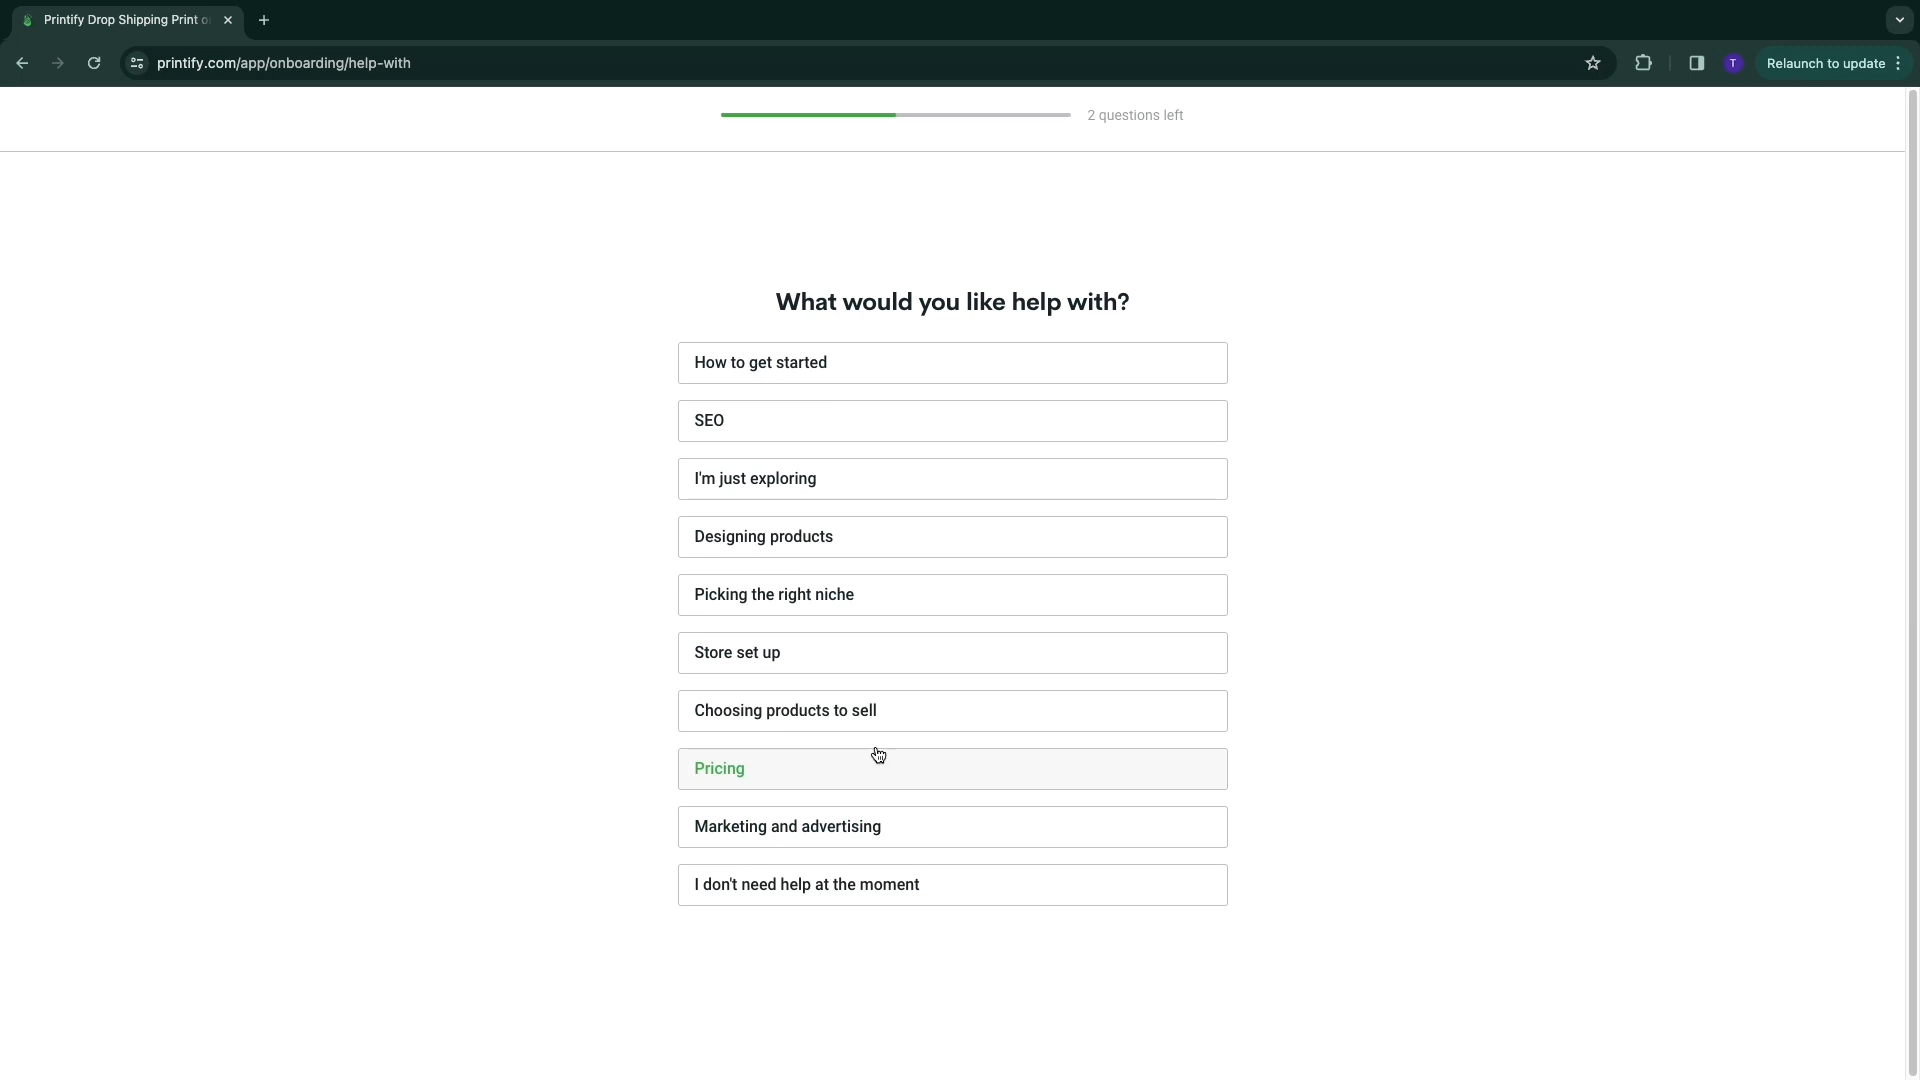 Printify Drop Shipping Print o
printify.com/app/onboarding/help-with
T
Relaunch to update
2 questions left
What would you like help with?
How to get started
SEO
I'm just exploring
Designing products
Picking the right niche
Store set up
Choosing products to sell
Pricing
Marketing and advertising
I don't need help at the moment